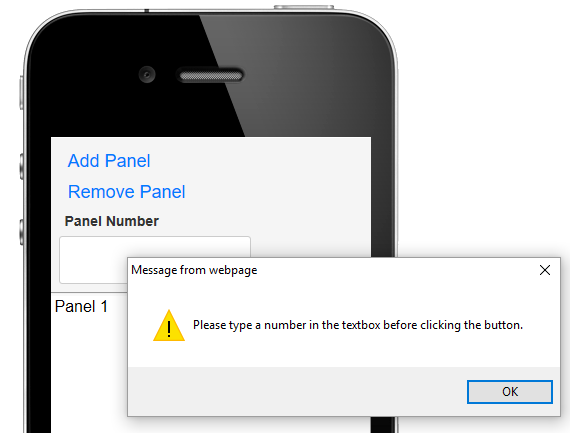 Add Panel
Remove Panel
Panel Number
Message from webpage
Panel 1
Please type a number in the textbox before clicking the button.
OK